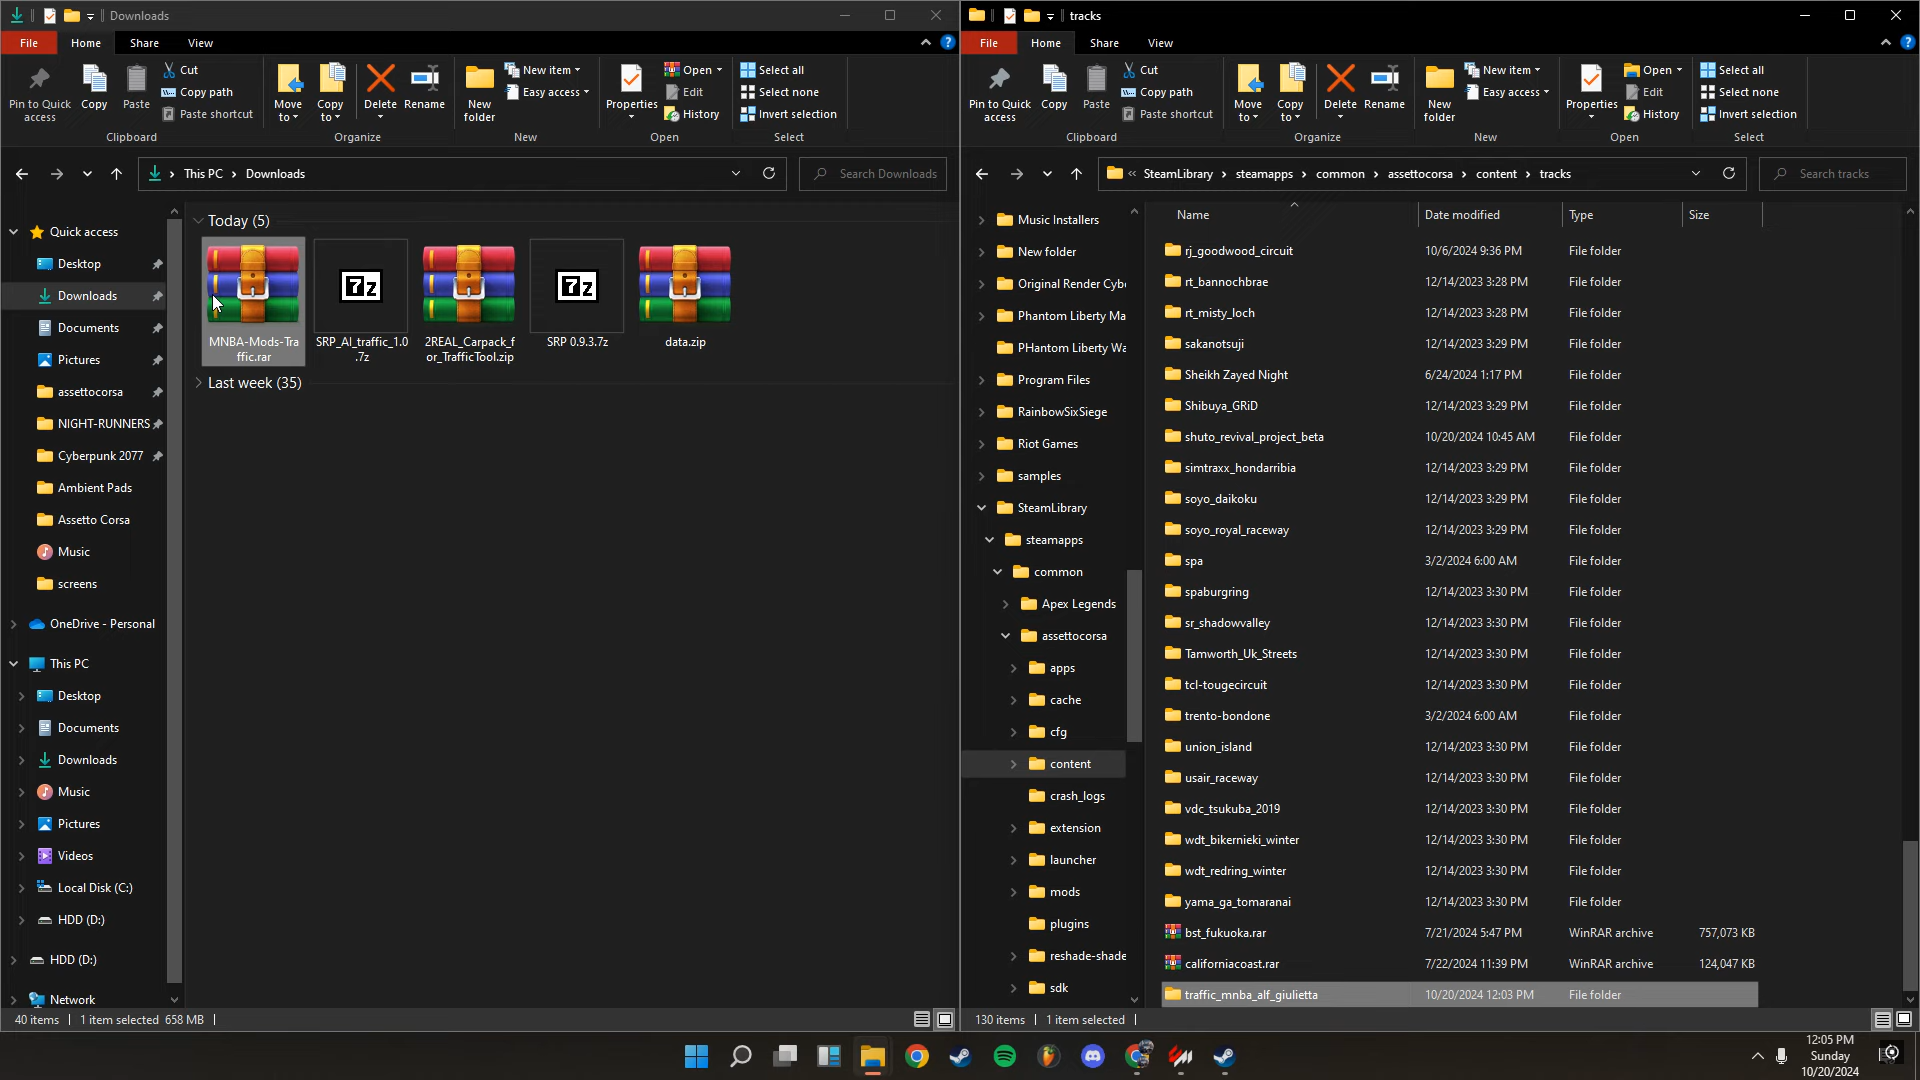 Downloads
File
Home
Share
View
Pin to Quick access
Copy
Paste
Cut
Copy path
Paste shortcut
Clipboard
Move to
Copy to
Delete
Rename
Organize
New folder
New item
Easy access
New
Properties
Open
Edit
History
Open
Select all
Select none
Invert selection
Select
This PC
Downloads
Search Downloads
Quick access
Desktop
Downloads
Documents
Pictures
assettocorsa
NIGHT-RUNNERS
Cyberpunk 2077
Ambient Pads
Assetto Corsa
Music
screens
OneDrive - Personal
This PC
Desktop
Documents
Downloads
Music
Pictures
Videos
Local Disk (C:)
HDD (D:)
HDD (D:)
Network
Today (5)
MNBA-Mods-Tra
ffic.rar
SRP_AI_traffic_1.0
.7z
2REAL_Carpack_f
or_TrafficTool.zip
SRP 0.9.3.7z
data.zip
Last week (35)
40 items
1 item selected 658 MB
tracks
File
Home
Share
View
Pin to Quick access
Copy
Paste
Cut
Copy path
Paste shortcut
Clipboard
Move to
Copy to
Delete
Rename
Organize
New folder
New item
Easy access
New
Properties
Open
Edit
History
Open
Select all
Select none
Invert selection
Select
« SteamLibrary
steamapps
common
assettocorsa
content
tracks
Search tracks
Music Installers
New folder
Original Render Cybe
Phantom Liberty Ma
PHantom Liberty Wa
Program Files
RainbowSixSiege
Riot Games
samples
SteamLibrary
steamapps
common
Apex Legends
assettocorsa
apps
cache
cfg
content
crash_logs
extension
launcher
mods
plugins
reshade-shade
sdk
Name Date modified Type Size
rj_goodwood_circuit 10/6/2024 9:36 PM File folder
rt_bannochbrae 12/14/2023 3:28 PM File folder
rt_misty_loch 12/14/2023 3:28 PM File folder
sakanotsuji 12/14/2023 3:29 PM File folder
Sheikh Zayed Night 6/24/2024 1:17 PM File folder
Shibuya_GRiD 12/14/2023 3:29 PM File folder
shuto_revival_project_beta 10/20/2024 10:45 AM File folder
simtraxx_hondarribia 12/14/2023 3:29 PM File folder
soyo_daikoku 12/14/2023 3:29 PM File folder
soyo_royal_raceway 12/14/2023 3:29 PM File folder
spa 3/2/2024 6:00 AM File folder
spaburgring 12/14/2023 3:30 PM File folder
sr_shadowvalley 12/14/2023 3:30 PM File folder
Tamworth_Uk_Streets 12/14/2023 3:30 PM File folder
tcl-tougecircuit 12/14/2023 3:30 PM File folder
trento-bondone 3/2/2024 6:00 AM File folder
union_island 12/14/2023 3:30 PM File folder
usair_raceway 12/14/2023 3:30 PM File folder
vdc_tsukuba_2019 12/14/2023 3:30 PM File folder
wdt_bikernieki_winter 12/14/2023 3:30 PM File folder
wdt_redring_winter 12/14/2023 3:30 PM File folder
yama_ga_tomaranai 12/14/2023 3:30 PM File folder
bst_fukuoka.rar 7/21/2024 5:47 PM WinRAR archive 757,073 KB
californiacoast.rar 7/22/2024 11:39 PM WinRAR archive 124,047 KB
traffic_mnba_alf_giulietta 10/20/2024 12:03 PM File folder
130 items
1 item selected
12:05 PM
Sunday
10/20/2024